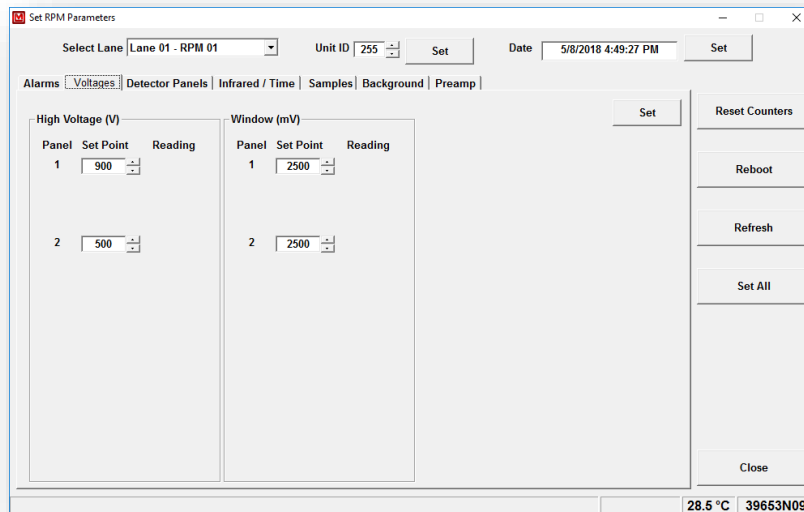 Set RPM Parameters
Select Lane Lane 01 - RPM 01 Unit ID 255 Set Date 5/8/2018 4:49:27 PM Set
Alarms Voltages Detector Panels Infrared / Time Samples Background Preamp
Set
High Voltage (V)
Panel Set Point Reading
1 900
2 500
Window (mV)
Panel Set Point Reading
1 2500
2 2500
Reset Counters
Reboot
Refresh
Set All
Close
28.5 °C 39653N09